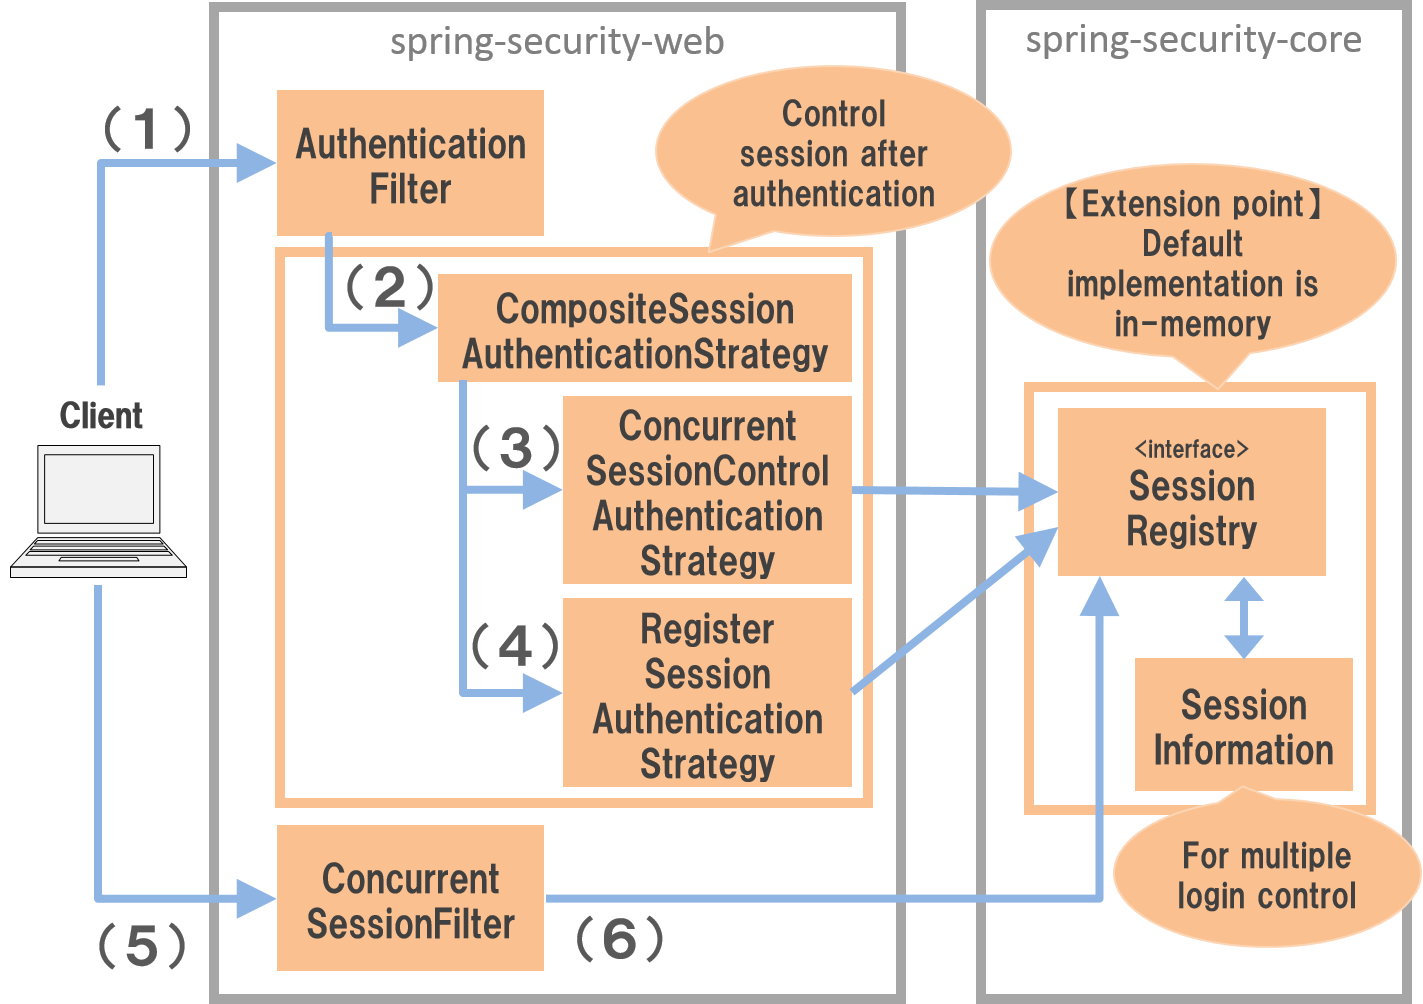 spring-security-web
spring-security-core
(1)
Authentication
Filter
Control
session after
authentication
【Extension point】
Default
implementation is
in-memory
(2)
CompositeSession
AuthenticationStrategy
Client
(3)
Concurrent
SessionControl
Authentication
Strategy
<interface>
Session
Registry
(4)
Register
Session
Authentication
Strategy
Session
Information
Concurrent
SessionFilter
(5)
(6)
For multiple
login control